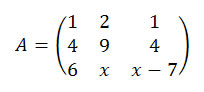 A = (1 2 1
4 9 4
6 x x − 7)